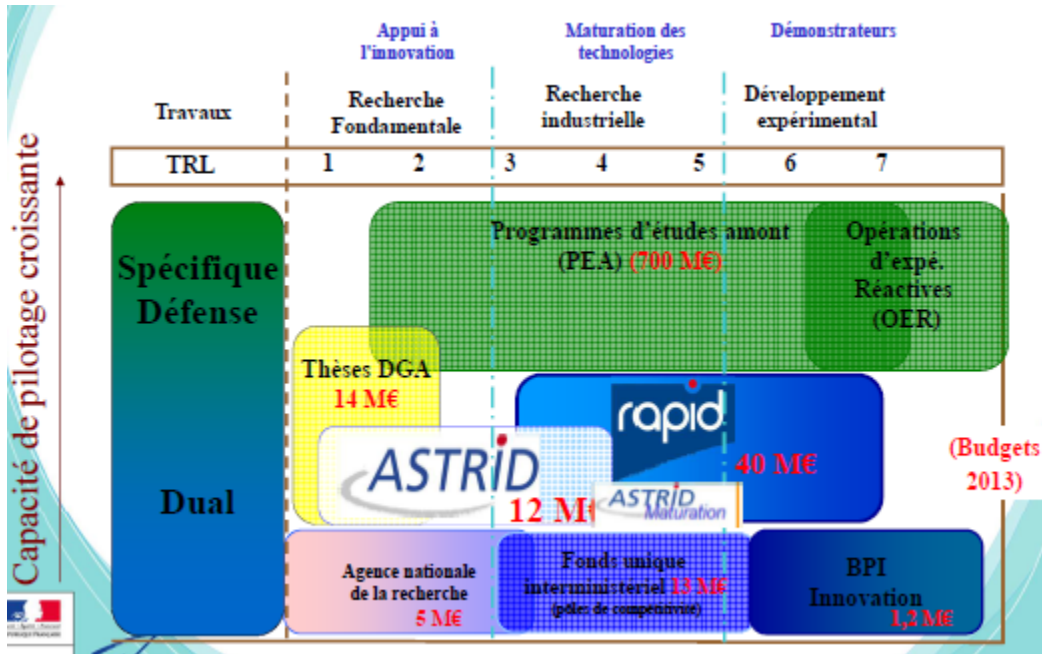 Appui à
l'innovation
Maturation des
technologies
Démonstrateurs
Travaux
Recherche
Fondamentale
Recherche
industrielle
Développement
expérimental
TRL 1 2 3 4 5 6 7
Capacité de pilotage croissante
Spécifique
Défense
Dual
Programmes d'études amont
(PEA) (700 M€)
Opérations
d'expé.
Réactives
(OER)
Thèses DGA
14 M€
rapid
40 M€
ASTRiD
12 M€
ASTRiD
Maturation
(Budgets
2013)
Agence nationale
de la recherche
5 M€
Fonds unique
interministériel 13 M€
(pôles de compétitivité)
BPI
Innovation
1,2 M€